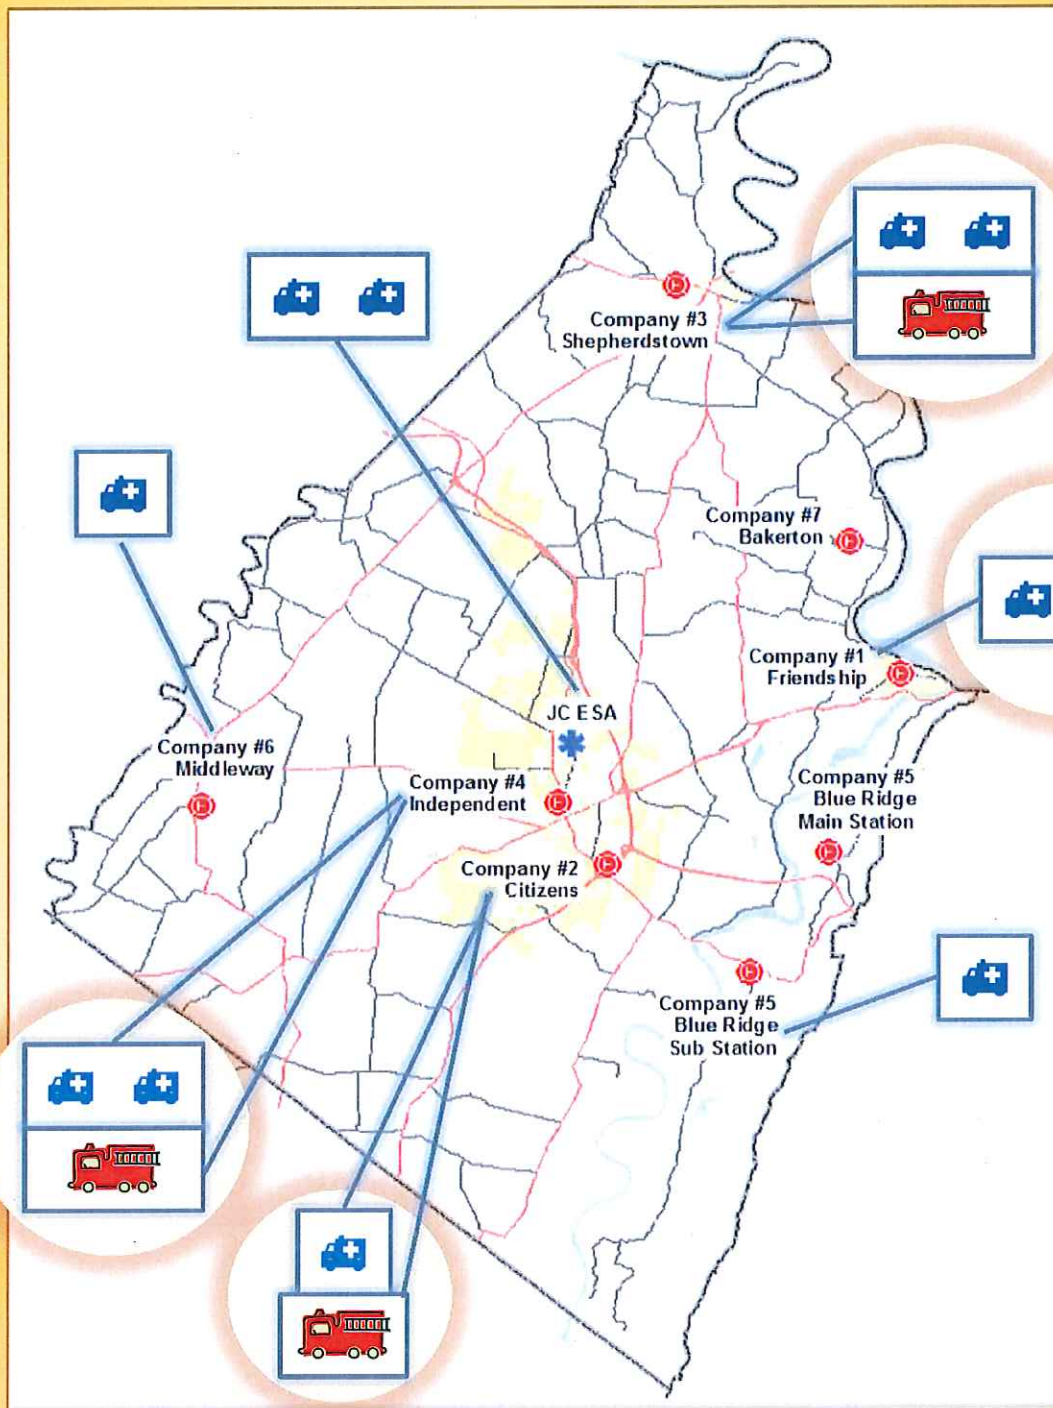 Company #3
Shepherdstown
Company #7
Bakerton
Company #1
Friendship
JC ESA
Company #6
Middleway
Company #4
Independent
Company #5
Blue Ridge
Main Station
Company #2
Citizens
Company #5
Blue Ridge
Sub Station